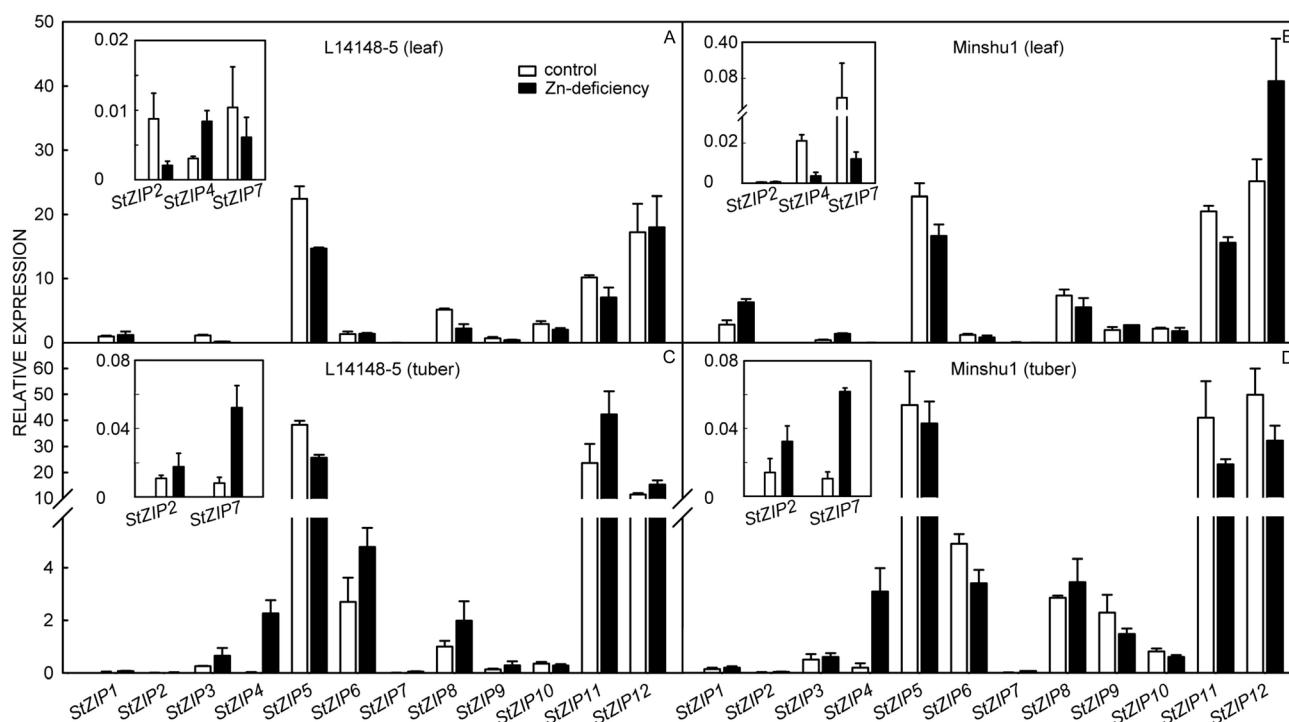 RELATIVE EXPRESSION
50
40
30
20
10
0
A
L14148-5 (leaf)
control
Zn-deficiency
0.02
0.01
0
StZIP2 StZIP4 StZIP7
B
Minshu1 (leaf)
0.40
0.08
0.02
0
StZIP2 StZIP4 StZIP7
60
50
40
30
20
10
4
2
0
C
L14148-5 (tuber)
0.08
0.04
0
StZIP2 StZIP7
D
Minshu1 (tuber)
0.08
0.04
0
StZIP2 StZIP7
StZIP1 StZIP2 StZIP3 StZIP4 StZIP5 StZIP6 StZIP7 StZIP8 StZIP9 StZIP10 StZIP11 StZIP12
StZIP1 StZIP2 StZIP3 StZIP4 StZIP5 StZIP6 StZIP7 StZIP8 StZIP9 StZIP10 StZIP11 StZIP12